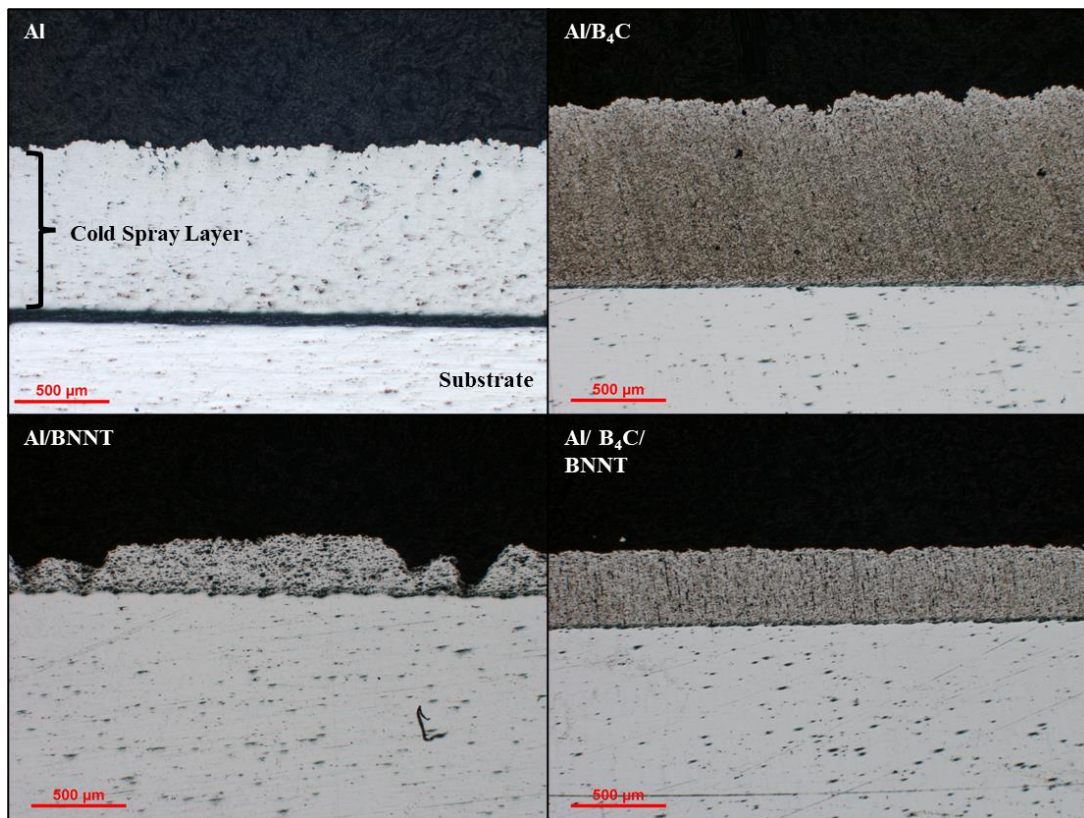 Al
Al/B₄C
Cold Spray Layer
Substrate
500 µm
500 µm
Al/BNNT
Al/ B₄C/
BNNT
500 µm
500 µm